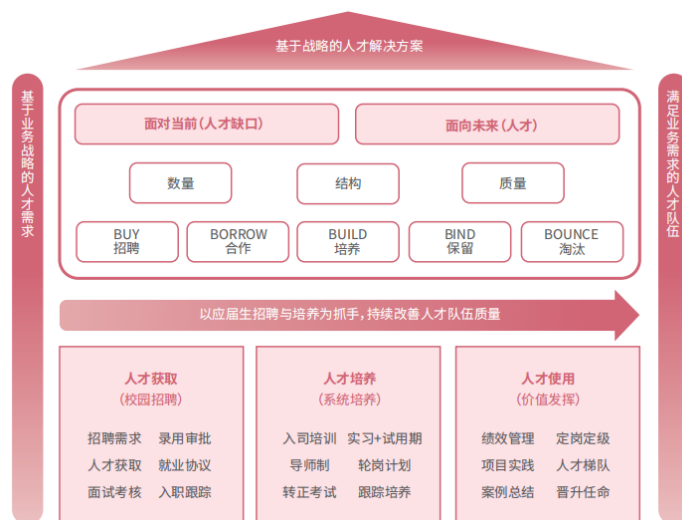 基于战略的人才解决方案
基于业务战略的人才需求
满足业务需求的人才队伍
面对当前(人才缺口)
面向未来(人才)
数量
结构
质量
BUY
招聘
BORROW
合作
BUILD
培养
BIND
保留
BOUNCE
淘汰
以应届生招聘与培养为抓手,持续改善人才队伍质量
人才获取
(校园招聘)
招聘需求 录用审批
人才获取 就业协议
面试考核 入职跟踪
人才培养
(系统培养)
入司培训 实习+试用期
导师制 轮岗计划
转正考试 跟踪培养
人才使用
(价值发挥)
绩效管理 定岗定级
项目实践 人才梯队
案例总结 晋升任命